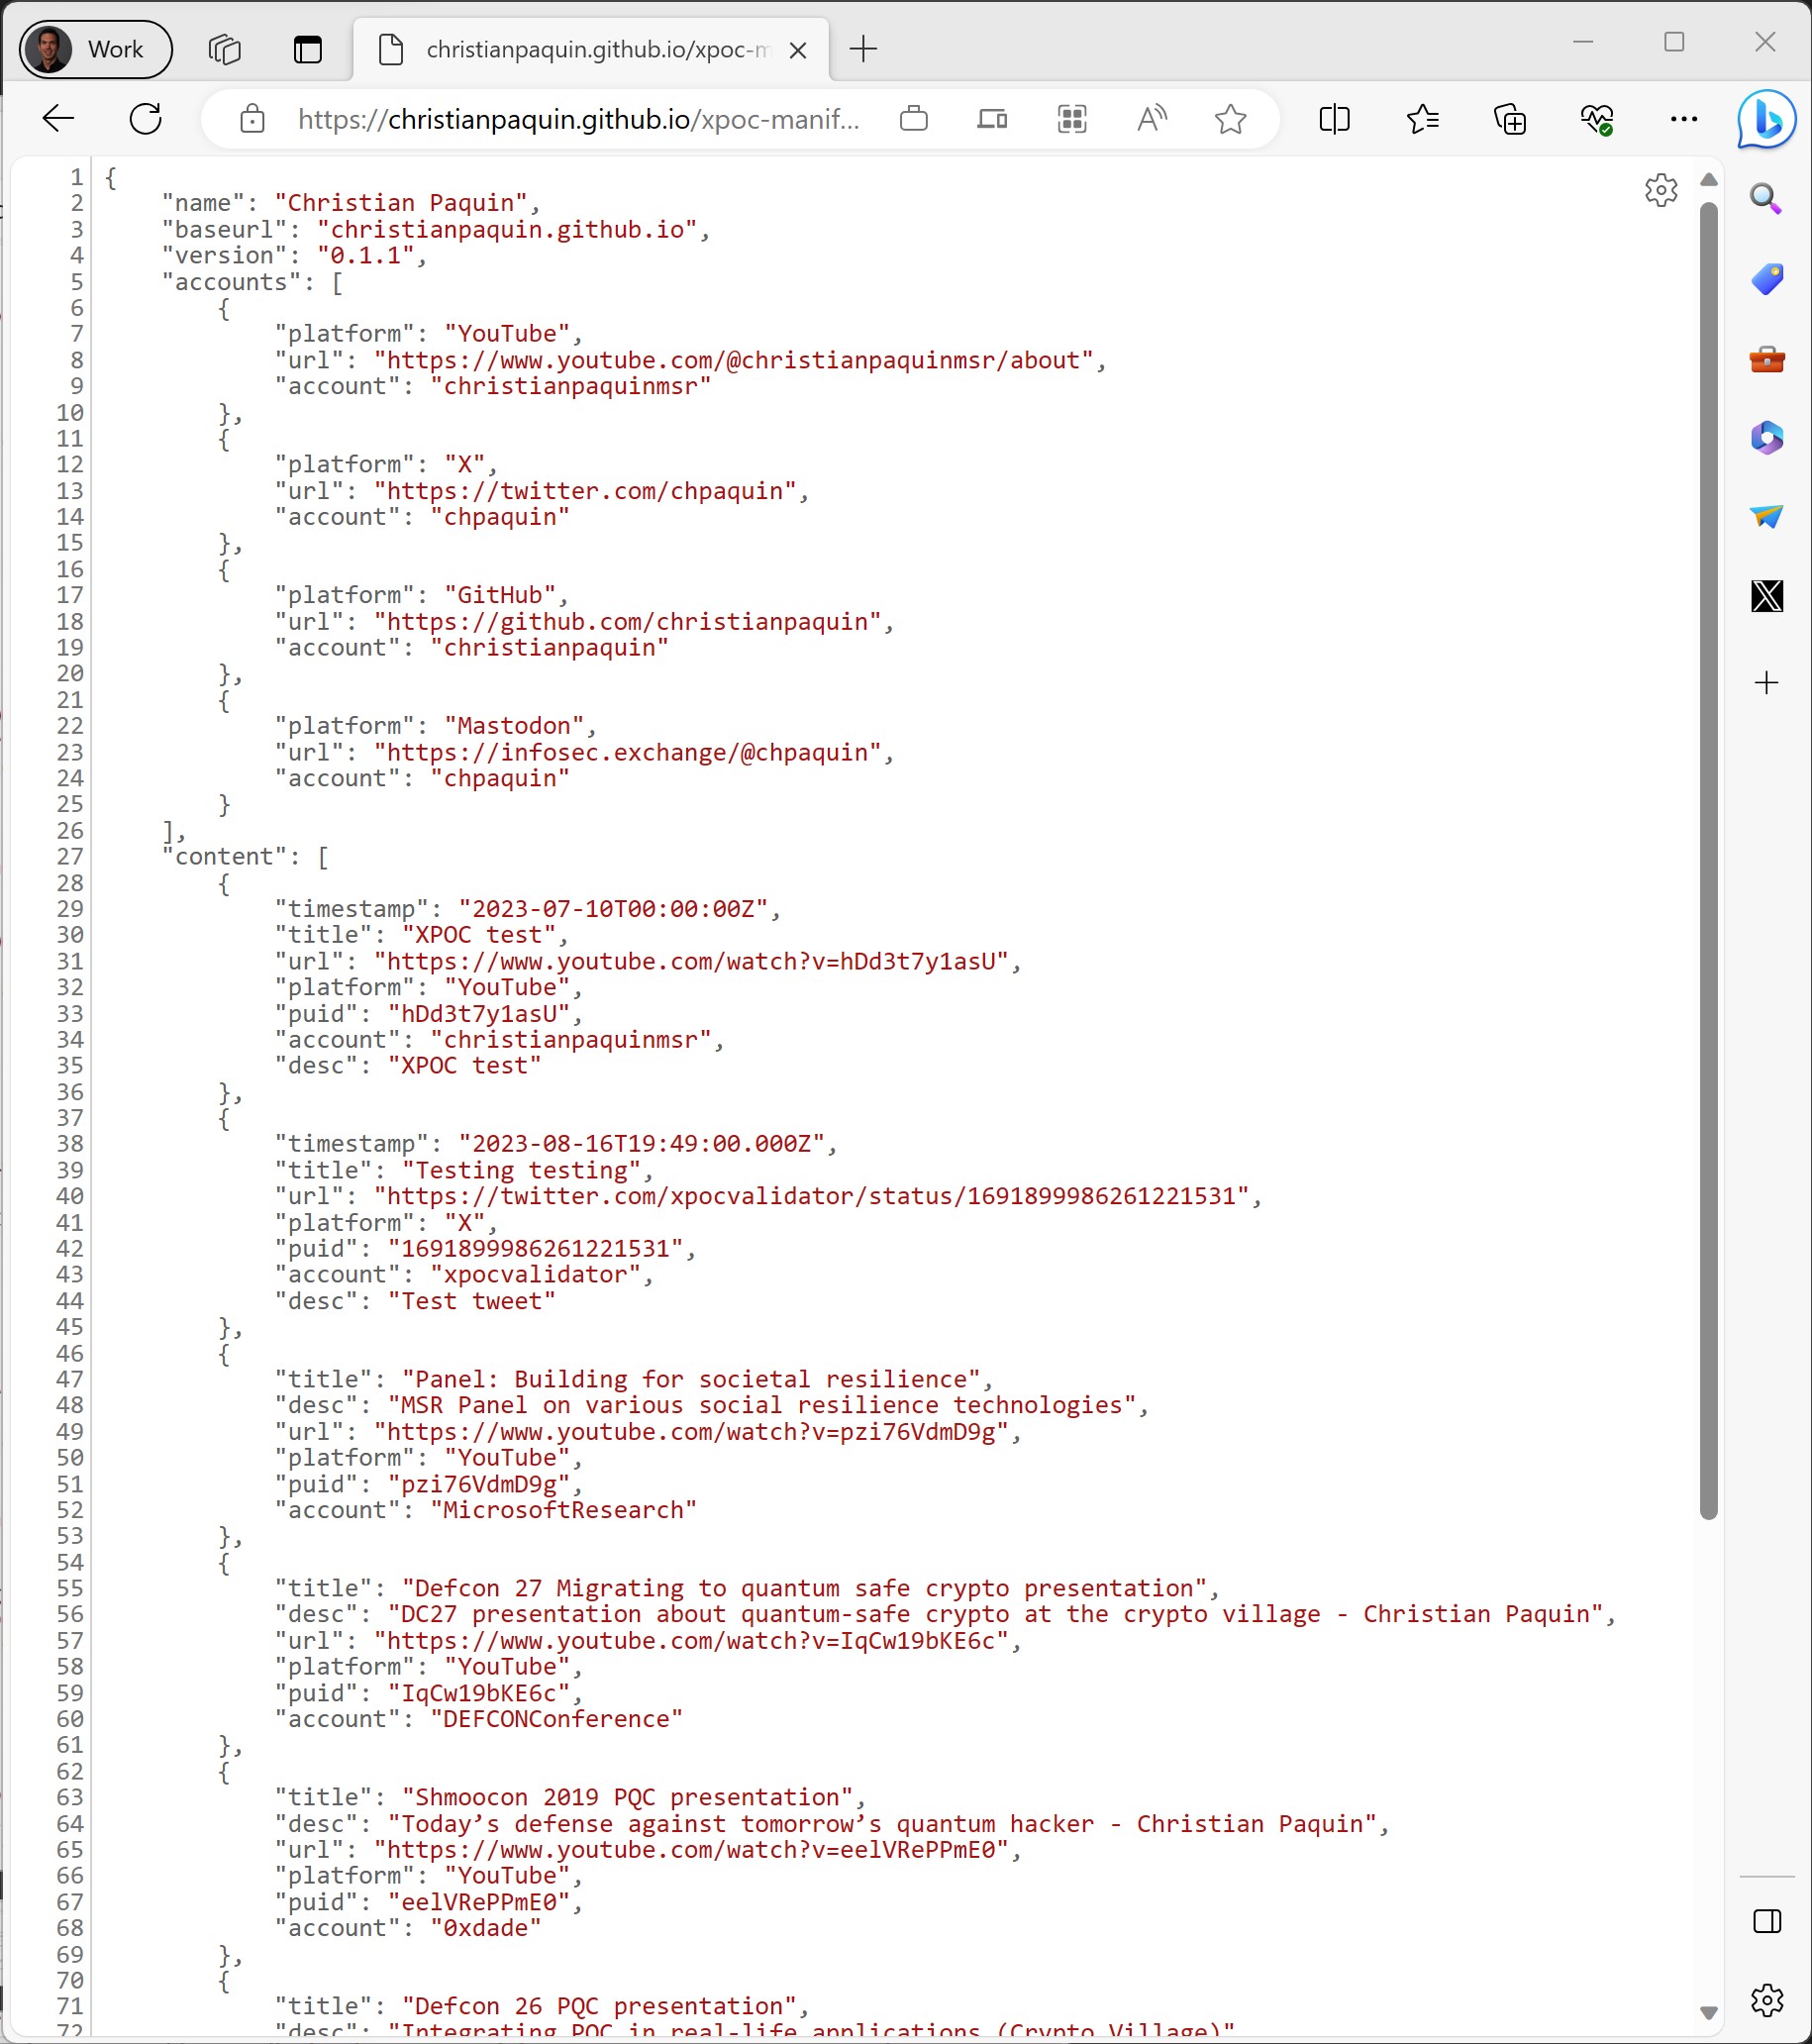 Work
christianpaquin.github.io/xpoc-m
https://christianpaquin.github.io/xpoc-manif...
1 {
2     "name": "Christian Paquin",
3     "baseurl": "christianpaquin.github.io",
4     "version": "0.1.1",
5     "accounts": [
6         {
7             "platform": "YouTube",
8             "url": "https://www.youtube.com/@christianpaquinmsr/about",
9             "account": "christianpaquinmsr"
10         },
11         {
12             "platform": "X",
13             "url": "https://twitter.com/chpaquin",
14             "account": "chpaquin"
15         },
16         {
17             "platform": "GitHub",
18             "url": "https://github.com/christianpaquin",
19             "account": "christianpaquin"
20         },
21         {
22             "platform": "Mastodon",
23             "url": "https://infosec.exchange/@chpaquin",
24             "account": "chpaquin"
25         }
26     ],
27     "content": [
28         {
29             "timestamp": "2023-07-10T00:00:00Z",
30             "title": "XPOC test",
31             "url": "https://www.youtube.com/watch?v=hDd3t7y1asU",
32             "platform": "YouTube",
33             "puid": "hDd3t7y1asU",
34             "account": "christianpaquinmsr",
35             "desc": "XPOC test"
36         },
37         {
38             "timestamp": "2023-08-16T19:49:00.000Z",
39             "title": "Testing testing",
40             "url": "https://twitter.com/xpocvalidator/status/1691899986261221531",
41             "platform": "X",
42             "puid": "1691899986261221531",
43             "account": "xpocvalidator",
44             "desc": "Test tweet"
45         },
46         {
47             "title": "Panel: Building for societal resilience",
48             "desc": "MSR Panel on various social resilience technologies",
49             "url": "https://www.youtube.com/watch?v=pzi76VdmD9g",
50             "platform": "YouTube",
51             "puid": "pzi76VdmD9g",
52             "account": "MicrosoftResearch"
53         },
54         {
55             "title": "Defcon 27 Migrating to quantum safe crypto presentation",
56             "desc": "DC27 presentation about quantum-safe crypto at the crypto village - Christian Paquin",
57             "url": "https://www.youtube.com/watch?v=IqCw19bKE6c",
58             "platform": "YouTube",
59             "puid": "IqCw19bKE6c",
60             "account": "DEFCONConference"
61         },
62         {
63             "title": "Shmoocon 2019 PQC presentation",
64             "desc": "Today’s defense against tomorrow’s quantum hacker - Christian Paquin",
65             "url": "https://www.youtube.com/watch?v=eelVRePPmE0",
66             "platform": "YouTube",
67             "puid": "eelVRePPmE0",
68             "account": "0xdade"
69         },
70         {
71             "title": "Defcon 26 PQC presentation",
72             "desc": "Integrating PQC in real-life applications (Crypto Village)"